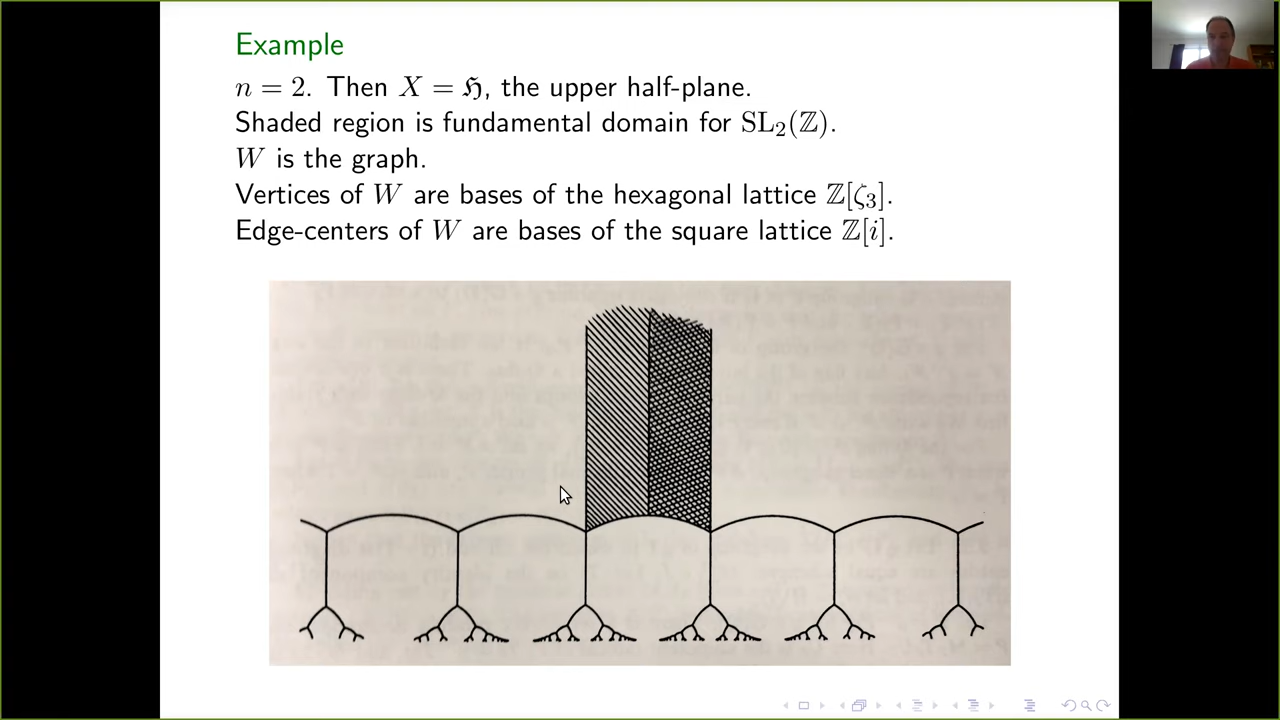 Example
n = 2. Then X = ℌ, the upper half-plane.
Shaded region is fundamental domain for SL₂(ℤ).
W is the graph.
Vertices of W are bases of the hexagonal lattice ℤ[ζ₃].
Edge-centers of W are bases of the square lattice ℤ[i].